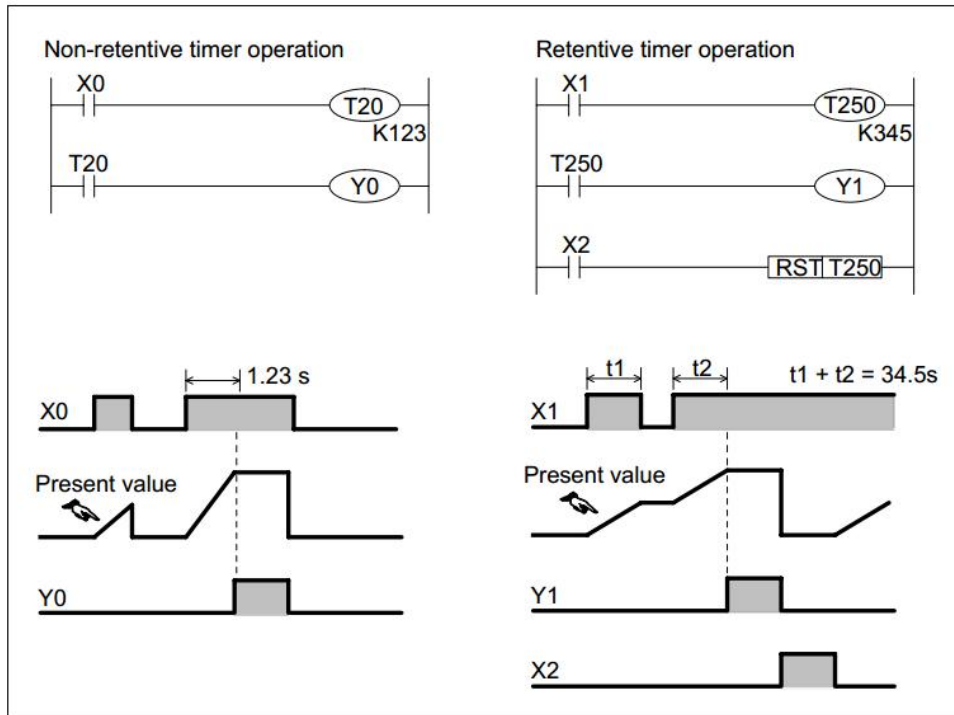 Non-retentive timer operation
X0
T20
K123
T20
Y0
1.23 s
X0
Present value
Y0
Retentive timer operation
X1
T250
K345
T250
Y1
X2
RST T250
t1
t2
t1 + t2 = 34.5s
X1
Present value
Y1
X2